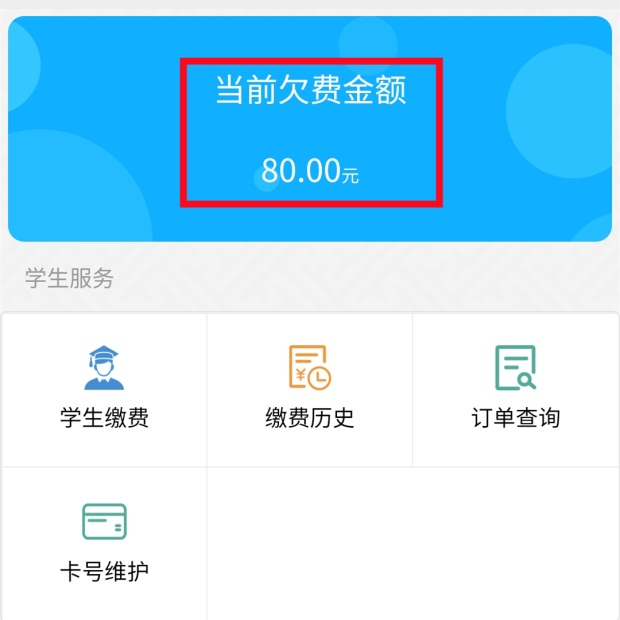 当前欠费金额
80.00元
学生服务
学生缴费
缴费历史
订单查询
卡号维护